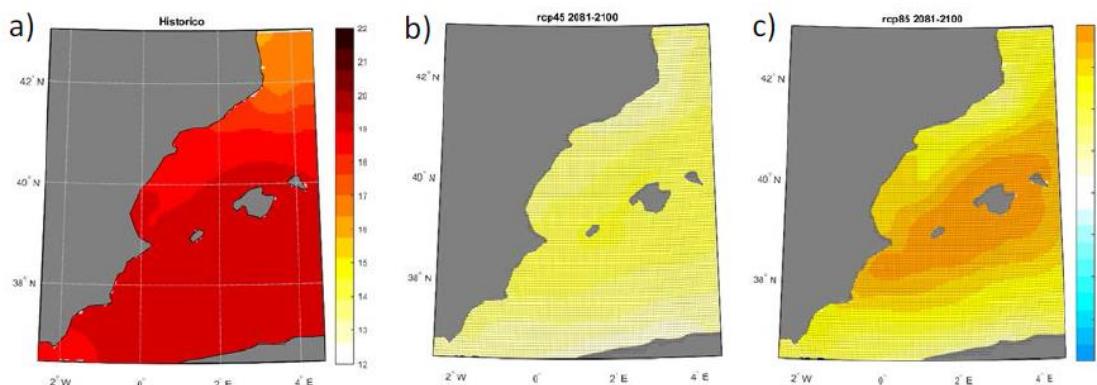 a)
Historico
42° N
40° N
38° N
2° W
0°
2° E
4° E
22
21
20
19
18
17
16
15
14
13
12
b)
rcp45 2081-2100
42° N
40° N
38° N
2° W
0°
2° E
4° E
c)
rcp85 2081-2100
42° N
40° N
38° N
2° W
0°
2° E
4° E